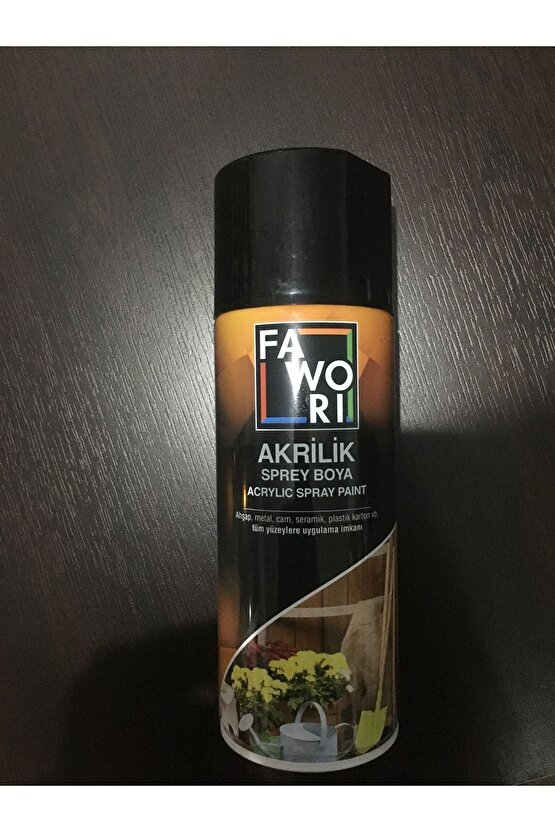 FA
WO
RI
AKRİLİK
SPREY BOYA
ACRYLIC SPRAY PAINT
Ahşap, metal, cam, seramik, plastik karton vb.
tüm yüzeylere uygulama imkanı